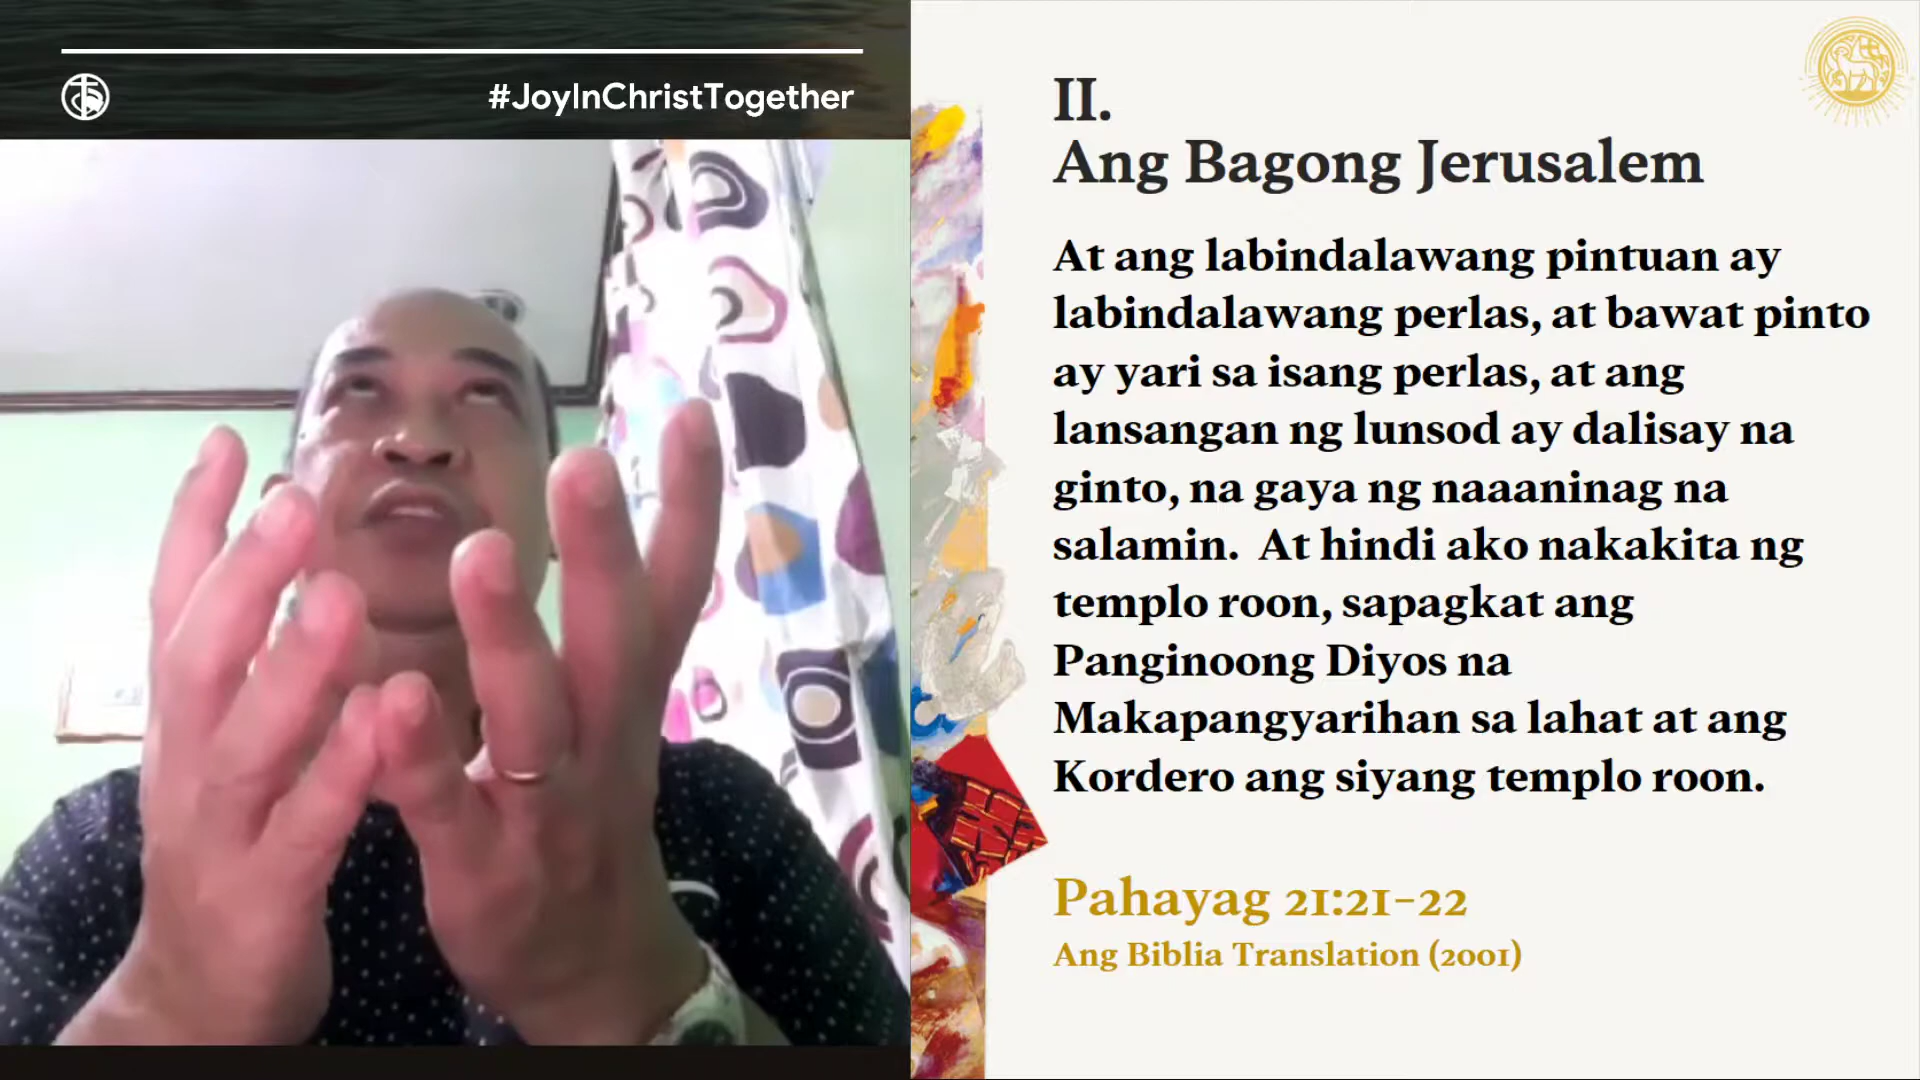 #JoyInChristTogether
II.
Ang Bagong Jerusalem
At ang labindalawang pintuan ay
labindalawang perlas, at bawat pinto
ay yari sa isang perlas, at ang
lansangan ng lunsod ay dalisay na
ginto, na gaya ng naaaninag na
salamin.  At hindi ako nakakita ng
templo roon, sapagkat ang
Panginoong Diyos na
Makapangyarihan sa lahat at ang
Kordero ang siyang templo roon.
Pahayag 21:21-22
Ang Biblia Translation (2001)